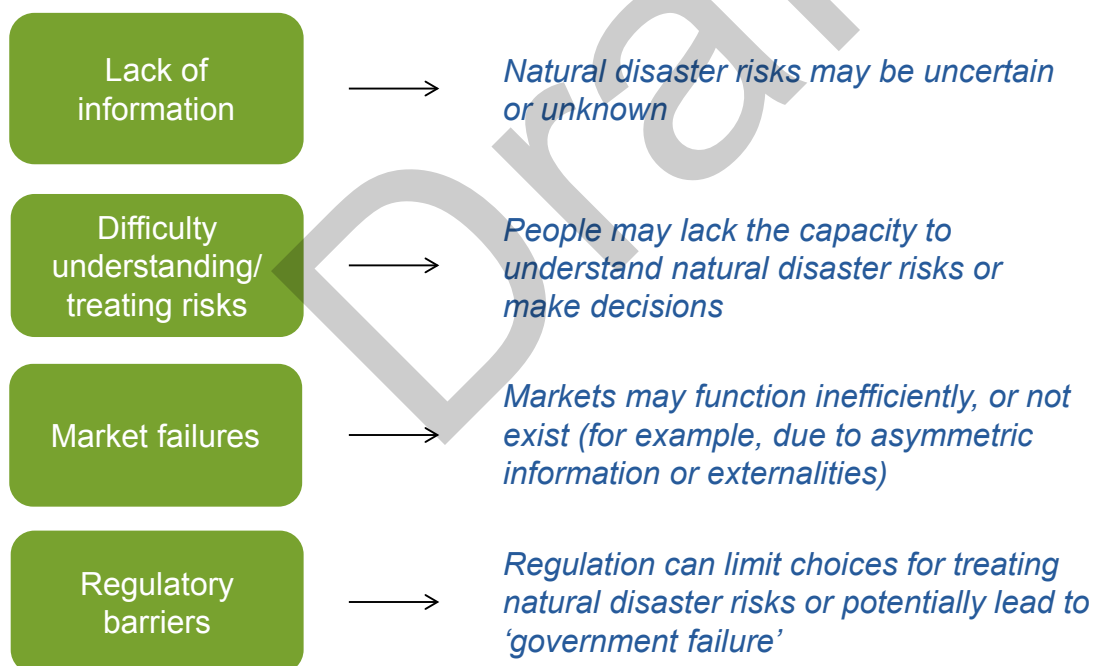 Lack of
information
Natural disaster risks may be uncertain
or unknown
Difficulty
understanding/
treating risks
People may lack the capacity to
understand natural disaster risks or
make decisions
Market failures
Markets may function inefficiently, or not
exist (for example, due to asymmetric
information or externalities)
Regulatory
barriers
Regulation can limit choices for treating
natural disaster risks or potentially lead to
‘government failure’